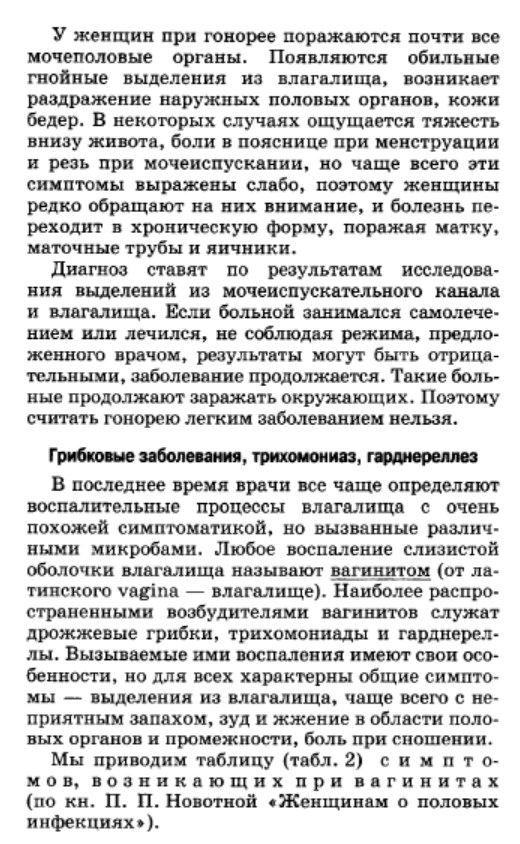 У женщин при гонорее поражаются почти все
мочеполовые органы. Появляются обильные
гнойные выделения из влагалища, возникает
раздражение наружных половых органов, кожи
бедер. В некоторых случаях ощущается тяжесть
внизу живота, боли в пояснице при менструации
и резь при мочеиспускании, но чаще всего эти
симптомы выражены слабо, поэтому женщины
редко обращают на них внимание, и болезнь пе-
реходит в хроническую форму, поражая матку,
маточные трубы и яичники.
Диагноз ставят по результатам исследова-
ния выделений из мочеиспускательного канала
и влагалища. Если больной занимался самолече-
нием или лечился, не соблюдая режима, предло-
женного врачом, результаты могут быть отрица-
тельными, заболевание продолжается. Такие боль-
ные продолжают заражать окружающих. Поэтому
считать гонорею легким заболеванием нельзя.
Грибковые заболевания, трихомониаз, гарднереллез
В последнее время врачи все чаще определяют
воспалительные процессы влагалища с очень
похожей симптоматикой, но вызванные различ-
ными микробами. Любое воспаление слизистой
оболочки влагалища называют вагинитом (от ла-
тинского vagina — влагалище). Наиболее распро-
страненными возбудителями вагинитов служат
дрожжевые грибки, трихомониады и гарднерел-
лы. Вызываемые ими воспаления имеют свои осо-
бенности, но для всех характерны общие симпто-
мы — выделения из влагалища, чаще всего с не-
приятным запахом, зуд и жжение в области поло-
вых органов и промежности, боль при сношении.
Мы приводим таблицу (табл. 2) симпто-
мов, возникающих при вагинитах
(по кн. П. П. Новотной «Женщинам о половых
инфекциях»).